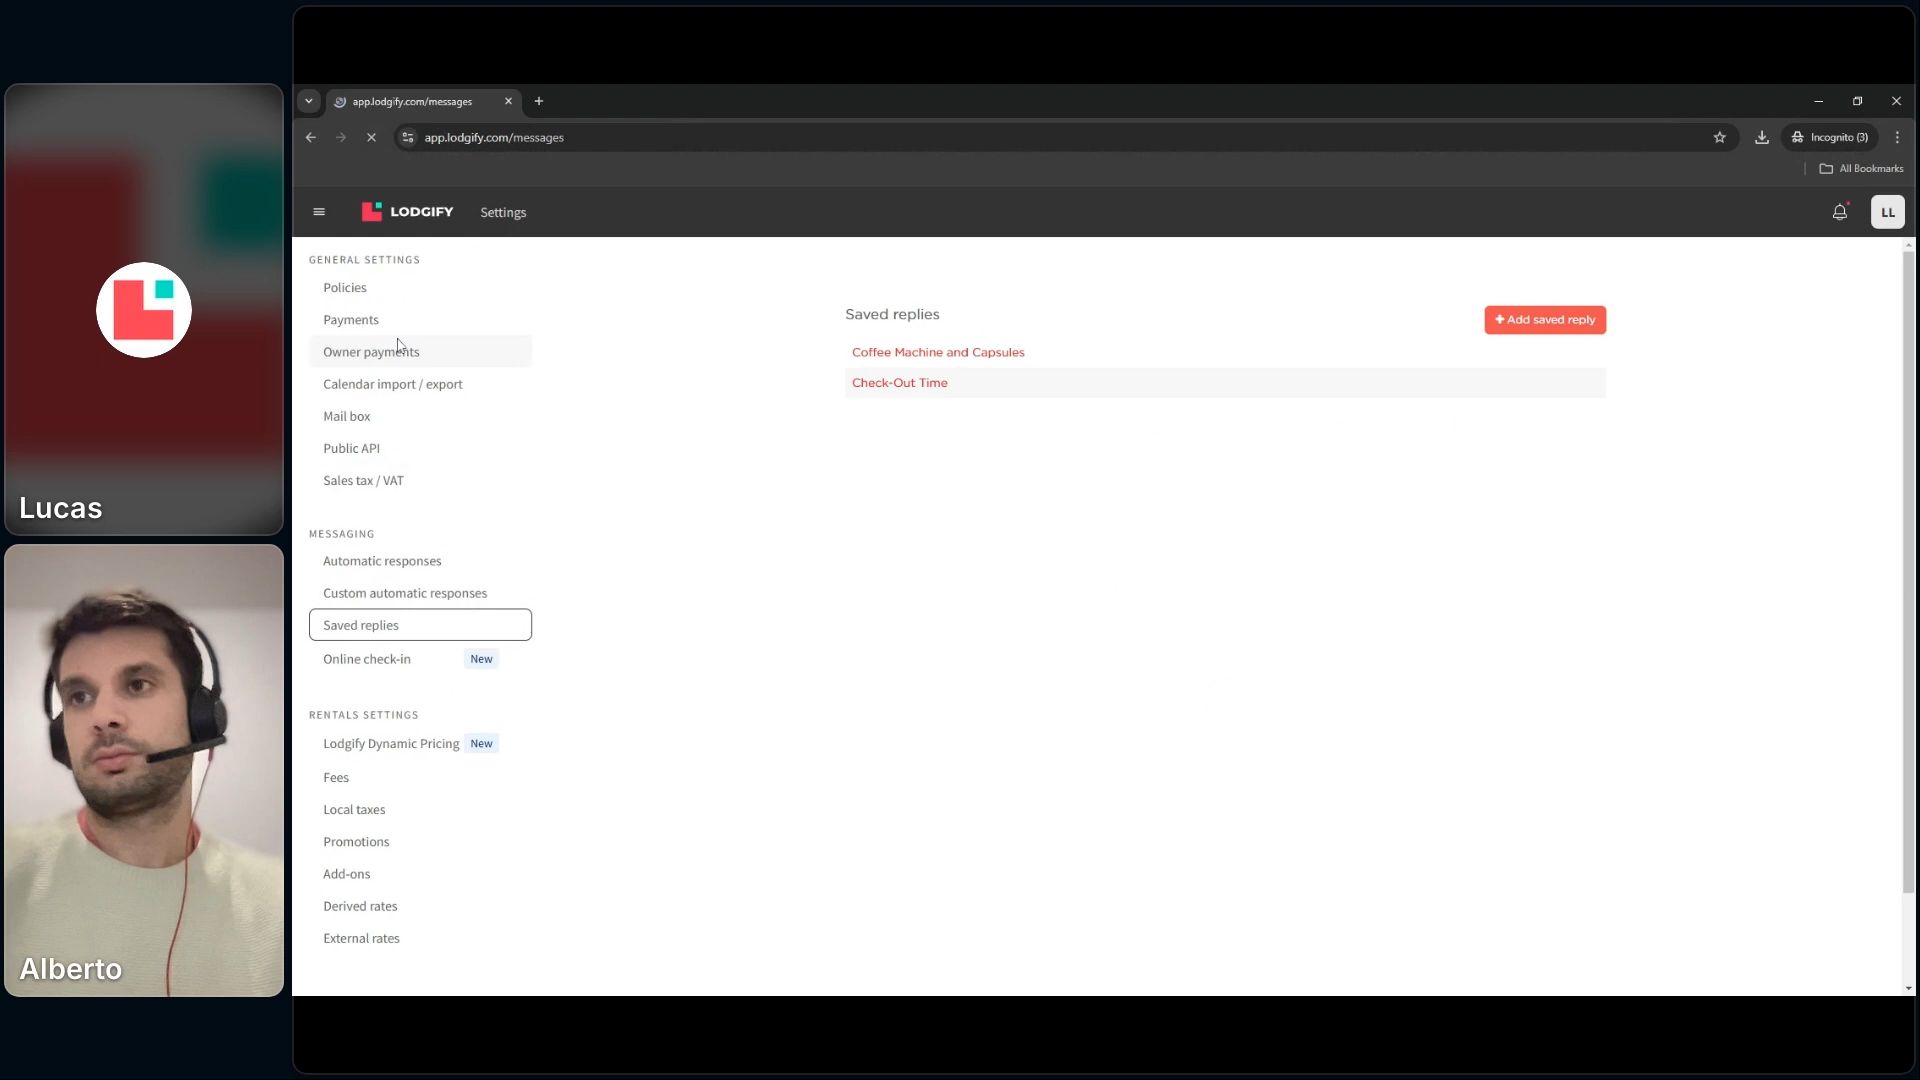 app.lodgify.com/messages
app.lodgify.com/messages
Incognito (3)
All Bookmarks
LODGIFY
Settings
LL
GENERAL SETTINGS
Policies
Payments
Owner payments
Calendar import / export
Mail box
Public API
Sales tax / VAT
MESSAGING
Automatic responses
Custom automatic responses
Saved replies
Online check-in New
RENTALS SETTINGS
Lodgify Dynamic Pricing New
Fees
Local taxes
Promotions
Add-ons
Derived rates
External rates
Saved replies
+ Add saved reply
Coffee Machine and Capsules
Check-Out Time
Lucas
Alberto